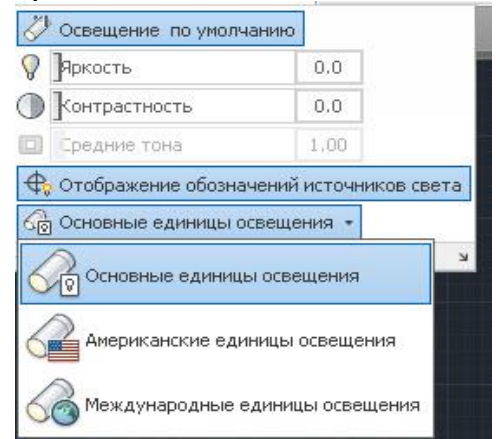 Освещение по умолчанию
Яркость 0.0
Контрастность 0.0
Средние тона 1,00
Отображение обозначений источников света
Основные единицы освещения
Основные единицы освещения
Американские единицы освещения
Международные единицы освещения